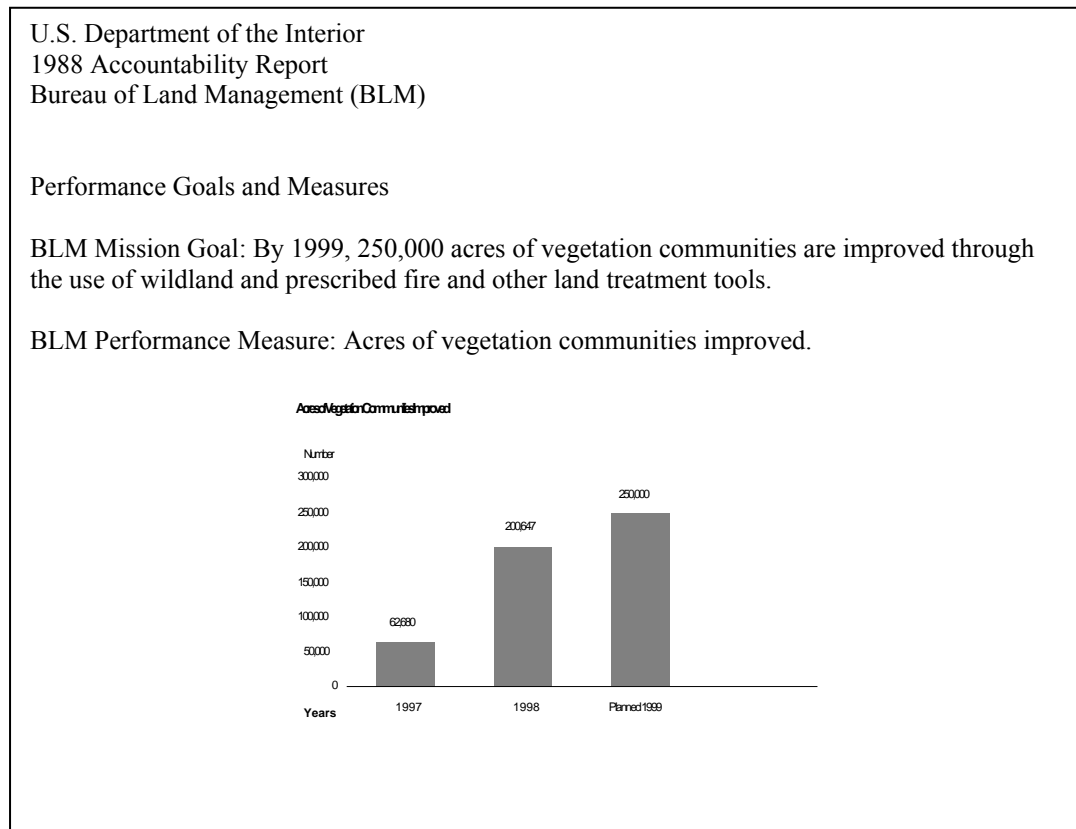 U.S. Department of the Interior
1988 Accountability Report
Bureau of Land Management (BLM)
Performance Goals and Measures
BLM Mission Goal: By 1999, 250,000 acres of vegetation communities are improved through
the use of wildland and prescribed fire and other land treatment tools.
BLM Performance Measure: Acres of vegetation communities improved.
Acres of Vegetation Communities Improved
Number
300,000
250,000
200,000
150,000
100,000
50,000
0
62,680
200,647
250,000
1997
1998
Planned 1999
Years